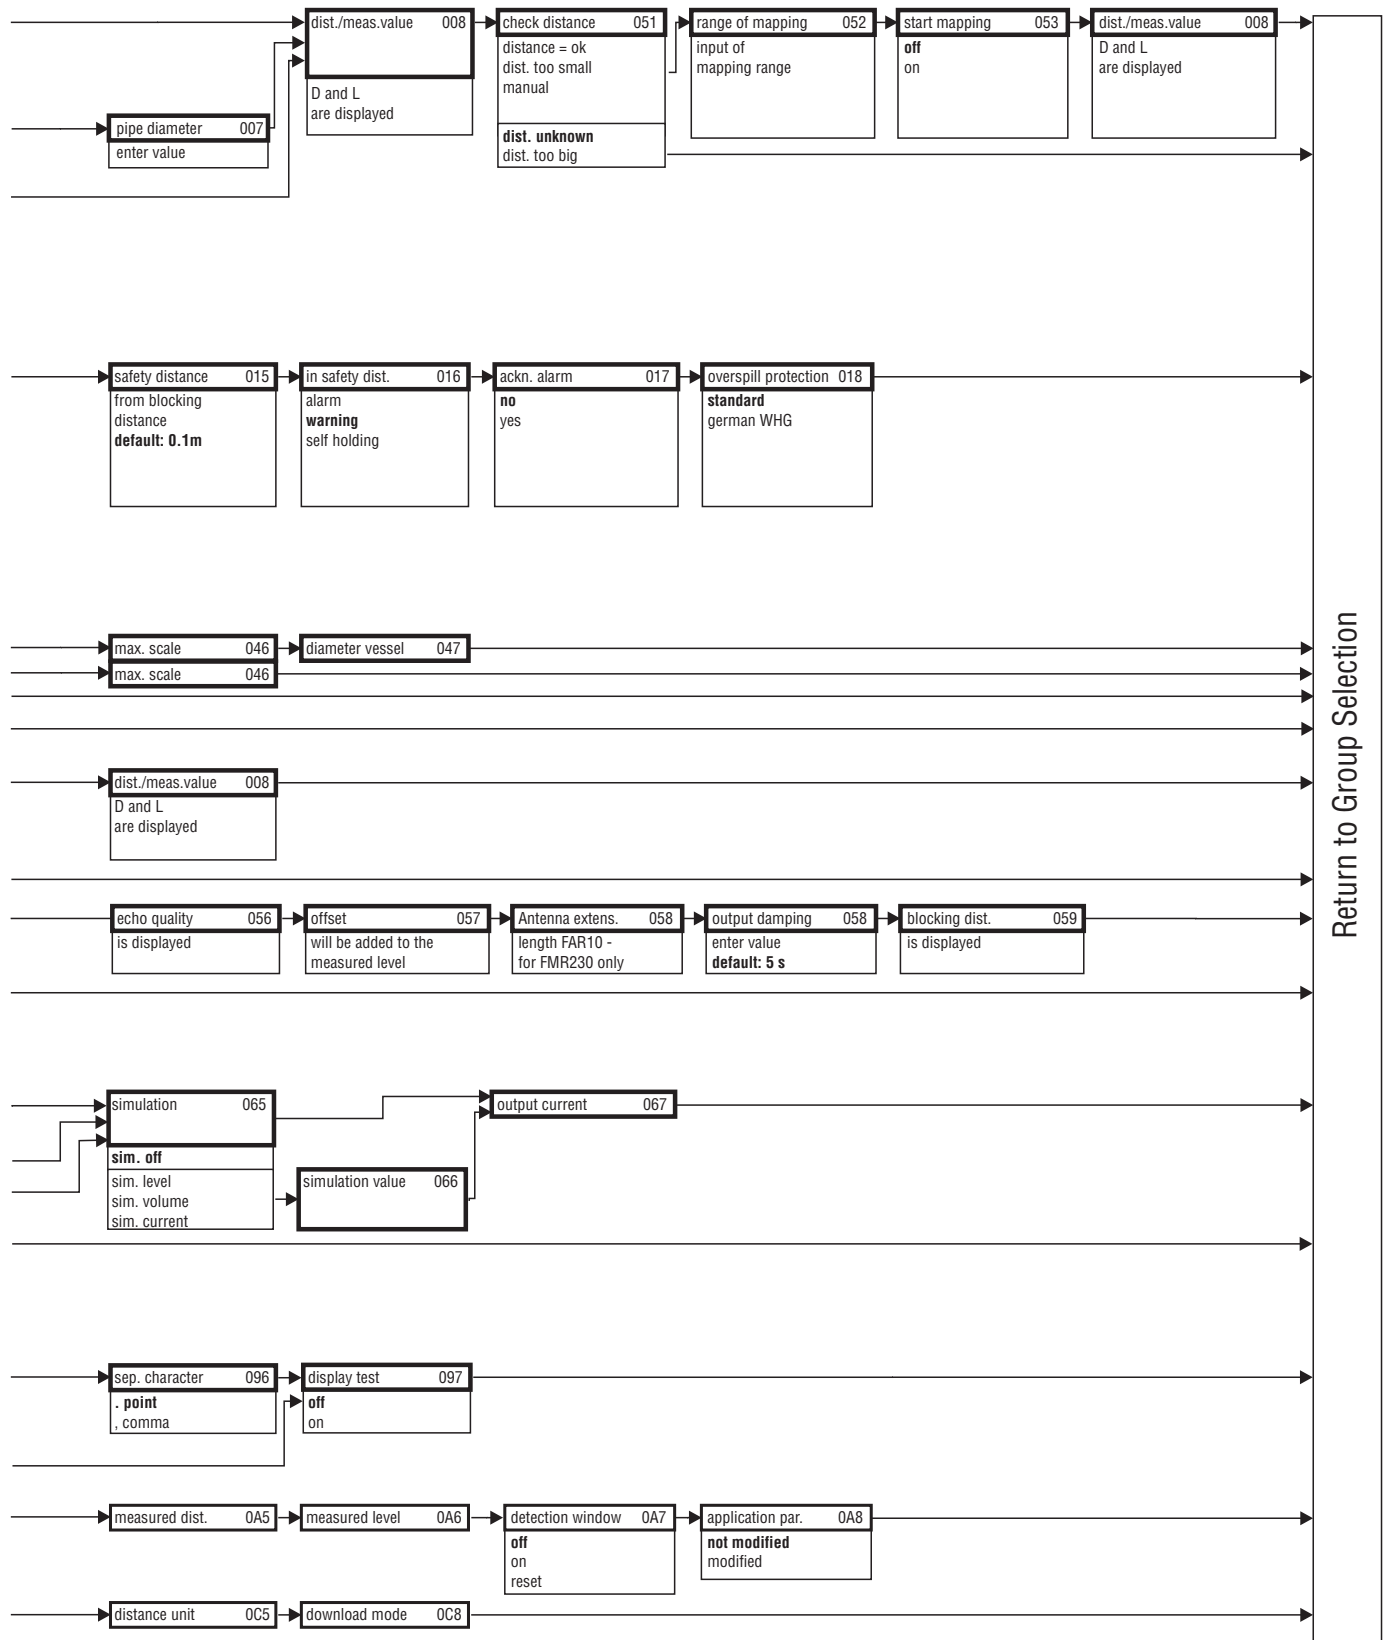 dist./meas.value 008
D and L
are displayed
check distance 051
distance = ok
dist. too small
manual
dist. unknown
dist. too big
range of mapping 052
input of
mapping range
start mapping 053
off
on
dist./meas.value 008
D and L
are displayed
pipe diameter 007
enter value
safety distance 015
from blocking
distance
default: 0.1m
in safety dist. 016
alarm
warning
self holding
ackn. alarm 017
no
yes
overspill protection 018
standard
german WHG
max. scale 046
diameter vessel 047
max. scale 046
dist./meas.value 008
D and L
are displayed
echo quality 056
is displayed
offset 057
will be added to the
measured level
Antenna extens. 058
length FAR10 -
for FMR230 only
output damping 058
enter value
default: 5 s
blocking dist. 059
is displayed
simulation 065
sim. off
sim. level
sim. volume
sim. current
simulation value 066
output current 067
sep. character 096
. point
, comma
display test 097
off
on
measured dist. 0A5
measured level 0A6
detection window 0A7
off
on
reset
application par. 0A8
not modified
modified
distance unit 0C5
download mode 0C8
Return to Group Selection